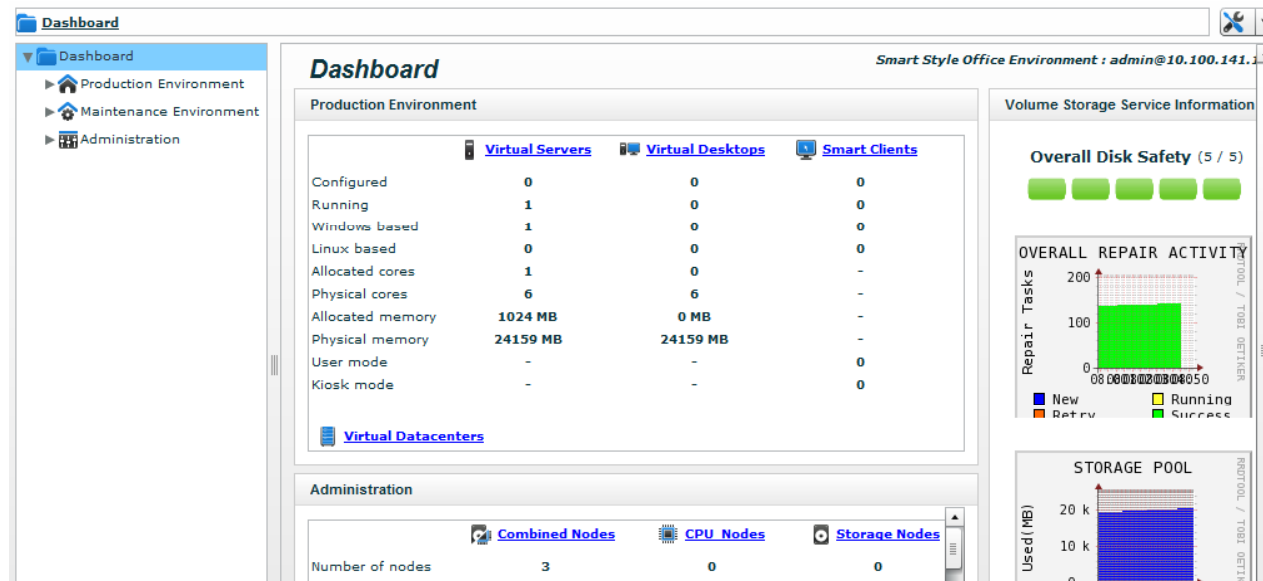 Dashboard
Dashboard
Production Environment
Maintenance Environment
Administration
Dashboard
Smart Style Office Environment : admin@10.100.141.
Production Environment
Virtual Servers Virtual Desktops Smart Clients
Configured 0 0 0
Running 1 0 0
Windows based 1 0 0
Linux based 0 0 0
Allocated cores 1 0 -
Physical cores 6 6 -
Allocated memory 1024 MB 0 MB -
Physical memory 24159 MB 24159 MB -
User mode - - 0
Kiosk mode - - 0
Virtual Datacenters
Administration
Combined Nodes CPU Nodes Storage Nodes
Number of nodes 3 0 0
Volume Storage Service Information
Overall Disk Safety (5 / 5)
OVERALL REPAIR ACTIVITY
RRDTOOL / TOBI OETIKER
Repair Tasks
200
100
0
New Running
Retry Success
STORAGE POOL
RRDTOOL / TOBI OETIKER
Used(MB)
20 k
10 k
0